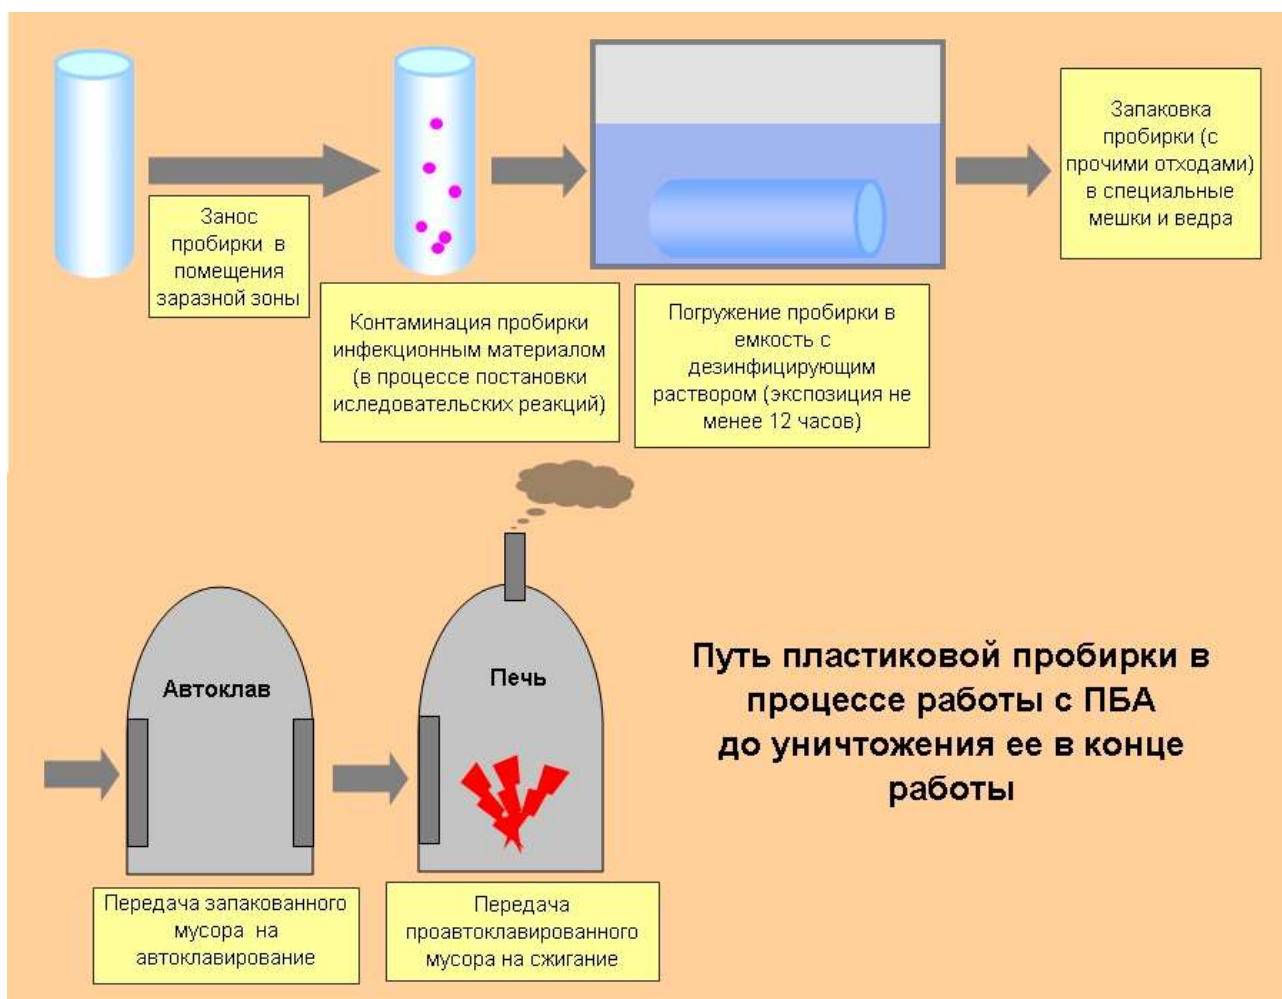 Занос
пробирки в
помещения
заразной зоны
Контаминация пробирки
инфекционным материалом
(в процессе постановки
иследовательских реакций)
Погружение пробирки в
емкость с
дезинфицирующим
раствором (экспозиция не
менее 12 часов)
Запаковка
пробирки (с
прочими отходами)
в специальные
мешки и ведра
Автоклав
Печь
Передача запакованного
мусора на
автоклавирование
Передача
проавтоклавированного
мусора на сжигание
Путь пластиковой пробирки в
процессе работы с ПБА
до уничтожения ее в конце
работы